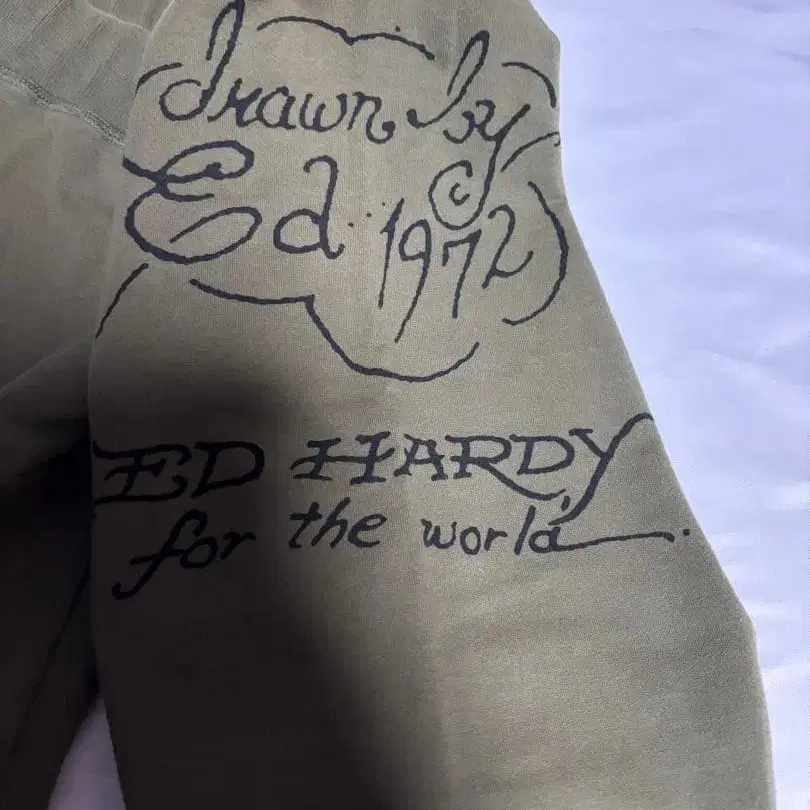 drawn by
Ed. © 1972
ED HARDY
for the world.